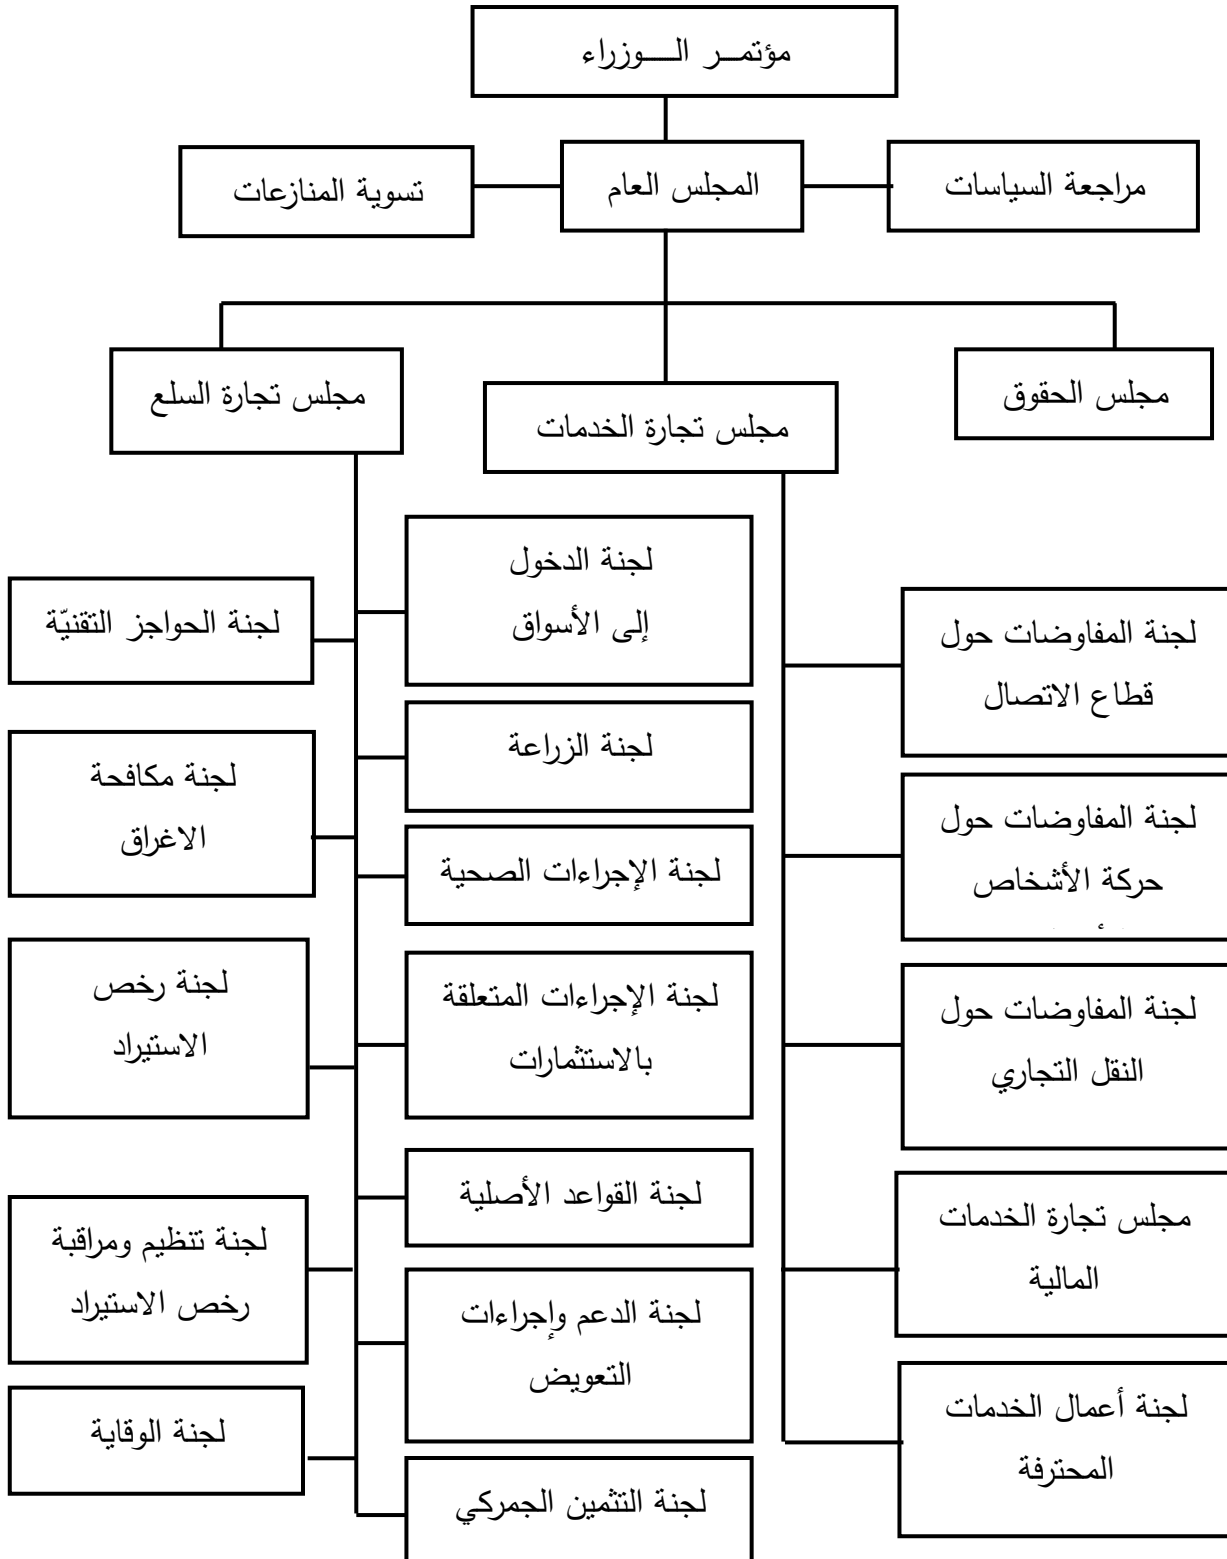 مؤتمـر الـــوزراء
مراجعة السياسات
المجلس العام
تسوية المنازعات
مجلس الحقوق
مجلس تجارة الخدمات
مجلس تجارة السلع
لجنة المفاوضات حول
قطاع الاتصال
لجنة المفاوضات حول
حركة الأشخاص
لجنة المفاوضات حول
النقل التجاري
مجلس تجارة الخدمات
المالية
لجنة أعمال الخدمات
المحترفة
لجنة الدخول
إلى الأسواق
لجنة الزراعة
لجنة الإجراءات الصحية
لجنة الإجراءات المتعلقة
بالاستثمارات
لجنة القواعد الأصلية
لجنة الدعم وإجراءات
التعويض
لجنة التثمين الجمركي
لجنة الحواجز التقنيّة
لجنة مكافحة
الاغراق
لجنة رخص
الاستيراد
لجنة تنظيم ومراقبة
رخص الاستيراد
لجنة الوقاية